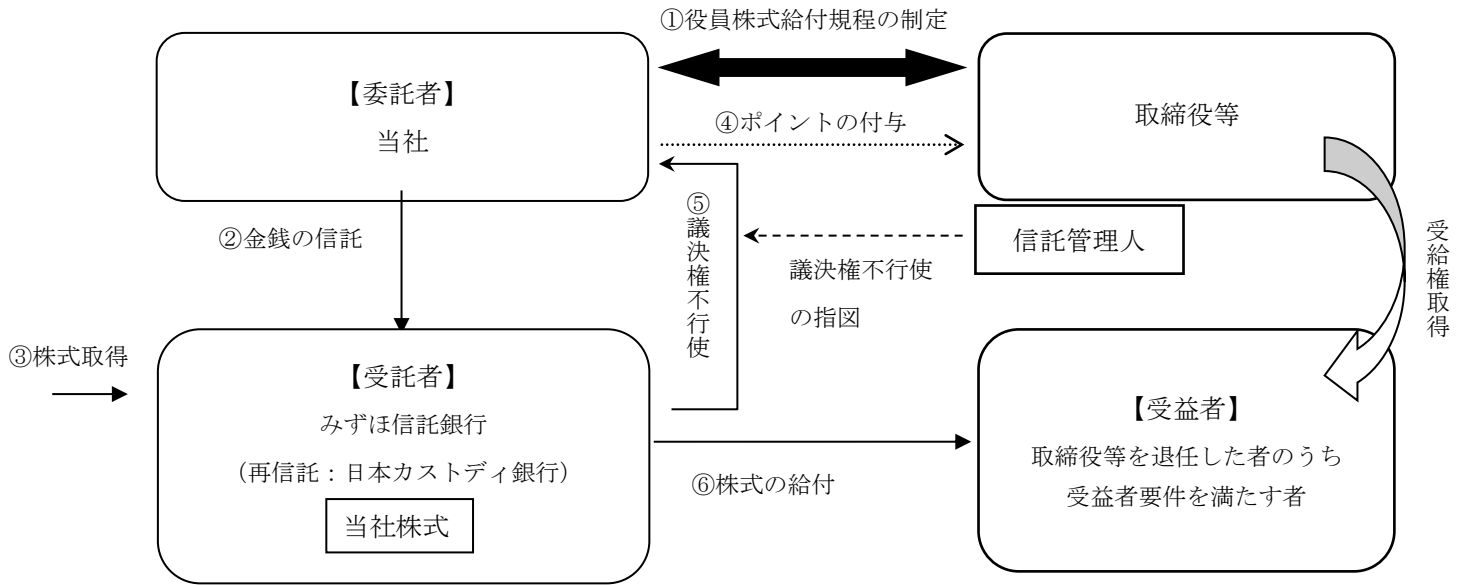 ①役員株式給付規程の制定
【委託者】
当社
取締役等
④ポイントの付与
②金銭の信託
⑤議決権不行使
信託管理人
議決権不行使
の指図
受給権取得
③株式取得
【受託者】
みずほ信託銀行
（再信託：日本カストディ銀行）
当社株式
⑥株式の給付
【受益者】
取締役等を退任した者のうち
受益者要件を満たす者